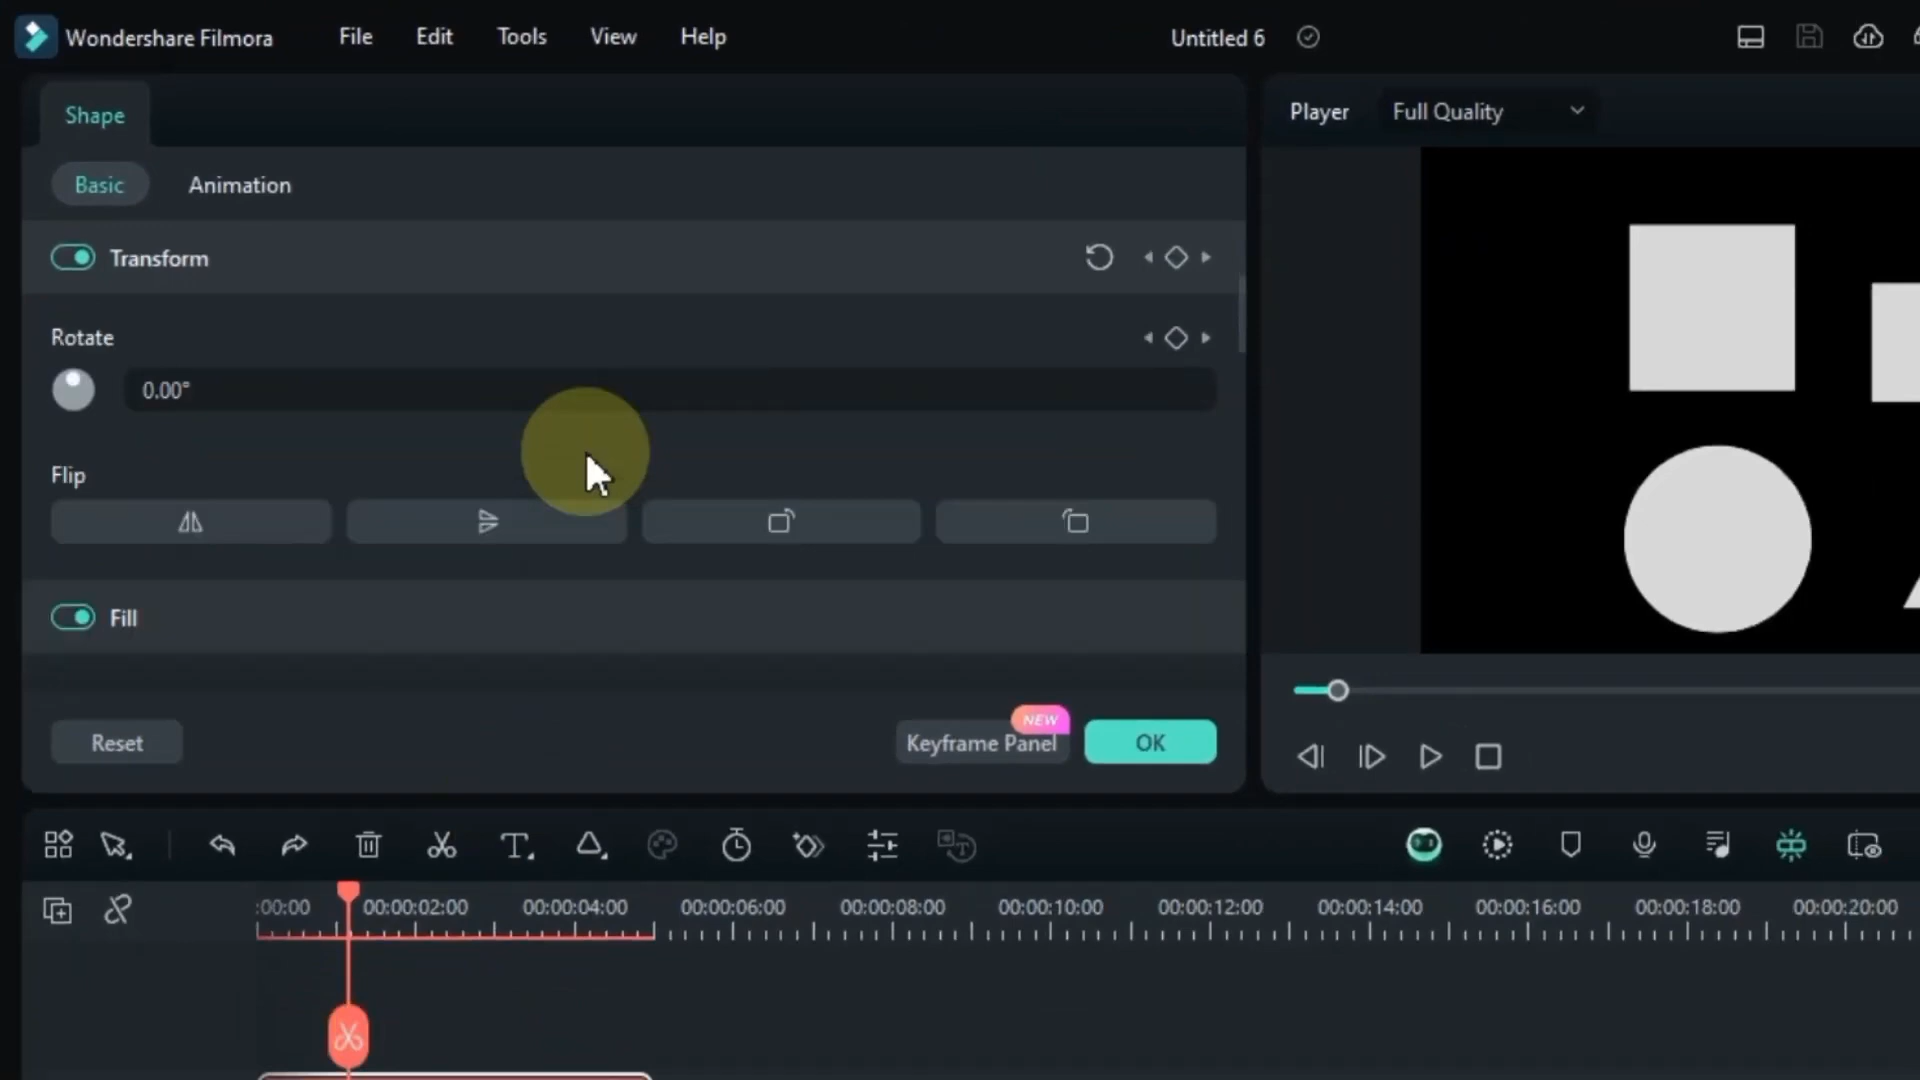 Wondershare Filmora File Edit Tools View Help Untitled 6
Shape
Player Full Quality
Basic Animation
Transform
Rotate
0.00°
Flip
Fill
Reset
NEW
Keyframe Panel
OK
:00:00 00:00:02:00 00:00:04:00 00:00:06:00 00:00:08:00 00:00:10:00 00:00:12:00 00:00:14:00 00:00:16:00 00:00:18:00 00:00:20:00